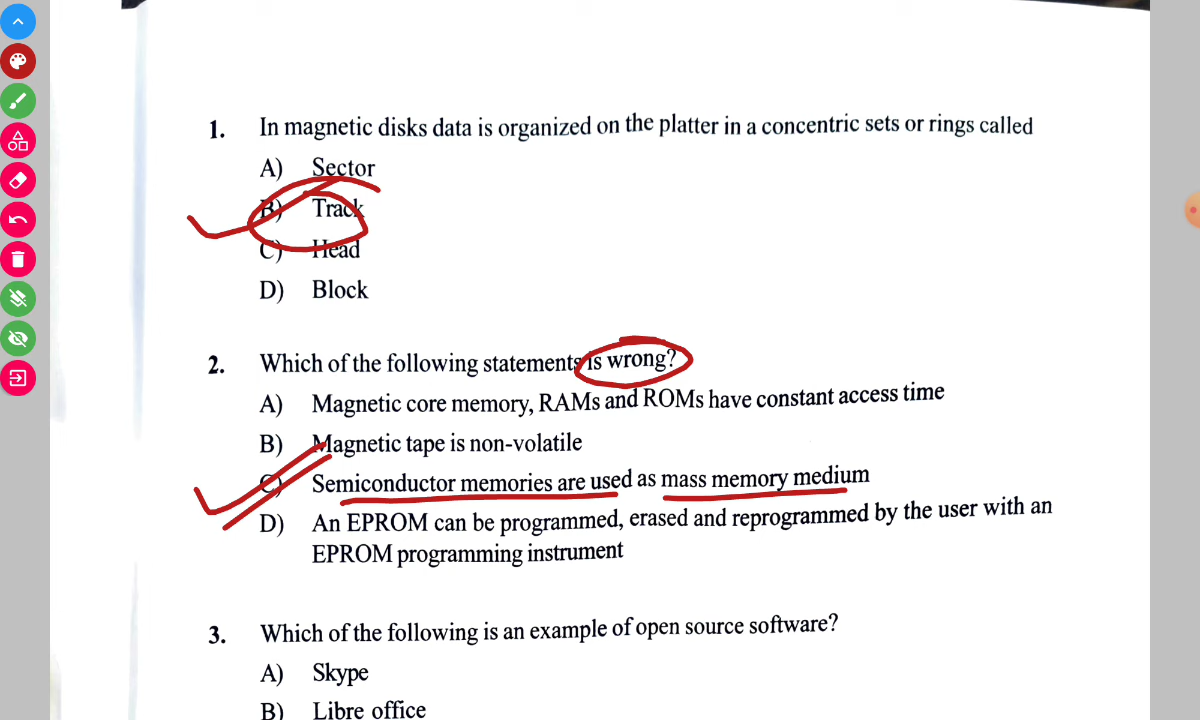 1. In magnetic disks data is organized on the platter in a concentric sets or rings called
A) Sector
B) Track
C) Head
D) Block
2. Which of the following statements is wrong?
A) Magnetic core memory, RAMs and ROMs have constant access time
B) Magnetic tape is non-volatile
C) Semiconductor memories are used as mass memory medium
D) An EPROM can be programmed, erased and reprogrammed by the user with an
EPROM programming instrument
3. Which of the following is an example of open source software?
A) Skype
B) Libre office